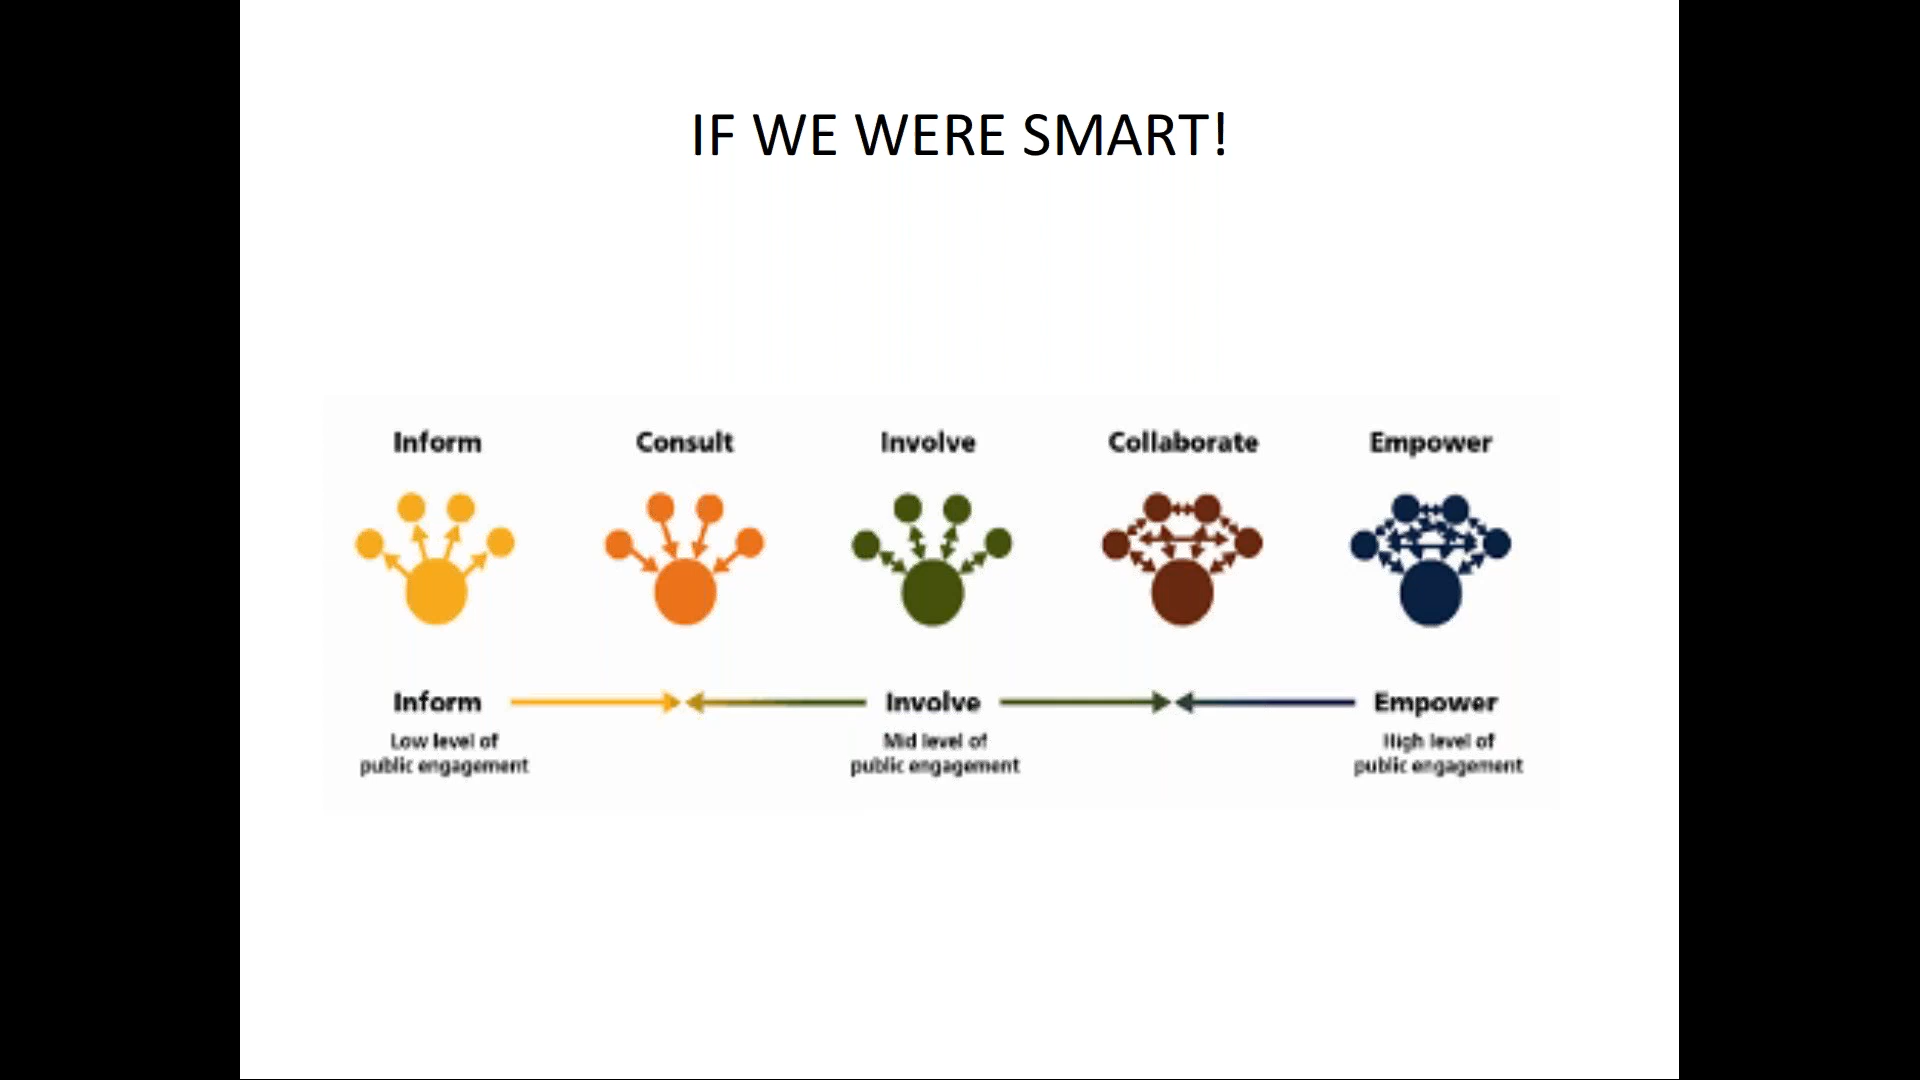 IF WE WERE SMART!
Inform Consult Involve Collaborate Empower
Inform Involve Empower
Low level of Mid level of High level of
public engagement public engagement public engagement